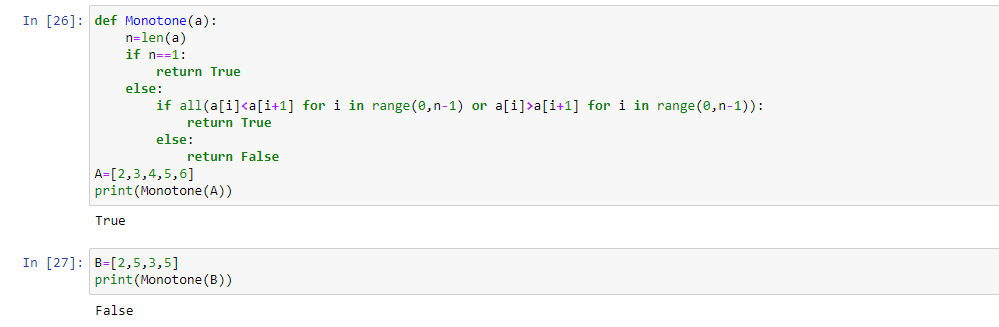 In [26]: def Monotone(a):
    n=len(a)
    if n==1:
        return True
    else:
        if all(a[i]<a[i+1] for i in range(0,n-1) or a[i]>a[i+1] for i in range(0,n-1)):
            return True
        else:
            return False
A=[2,3,4,5,6]
print(Monotone(A))
True
In [27]: B=[2,5,3,5]
print(Monotone(B))
False